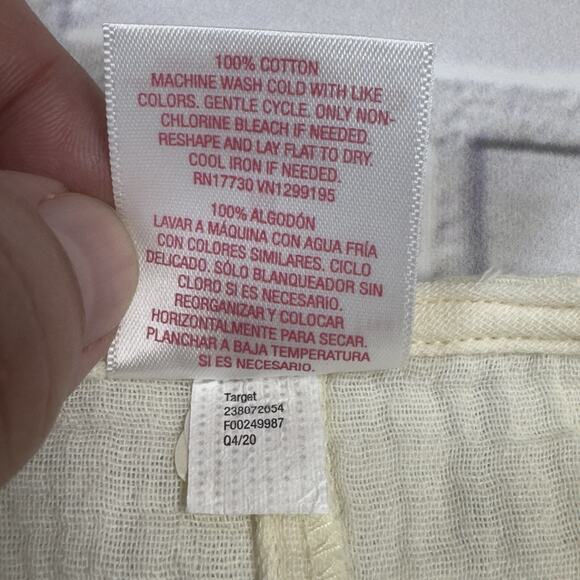 100% COTTON
MACHINE WASH COLD WITH LIKE
COLORS. GENTLE CYCLE. ONLY NON-
CHLORINE BLEACH IF NEEDED.
RESHAPE AND LAY FLAT TO DRY.
COOL IRON IF NEEDED.
RN17730 VN1299195
100% ALGODÓN
LAVAR A MÁQUINA CON AGUA FRÍA
CON COLORES SIMILARES. CICLO
DELICADO. SÓLO BLANQUEADOR SIN
CLORO SI ES NECESARIO.
REORGANIZAR Y COLOCAR
HORIZONTALMENTE PARA SECAR.
PLANCHAR A BAJA TEMPERATURA
SI ES NECESARIO.
Target
238072654
F00249987
Q4/20